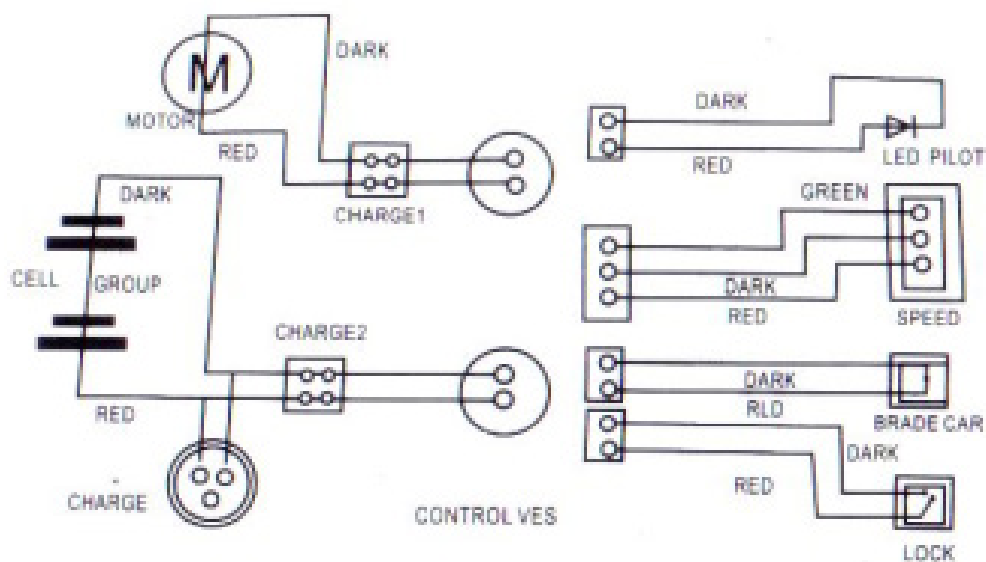 DARK
M
MOTOR
RED
CHARGE1
DARK
CELL GROUP
CHARGE2
RED
CHARGE
CONTROL VES
DARK
RED
LED PILOT
GREEN
DARK
RED
SPEED
DARK
RLD
BRADE CAR
DARK
RED
LOCK